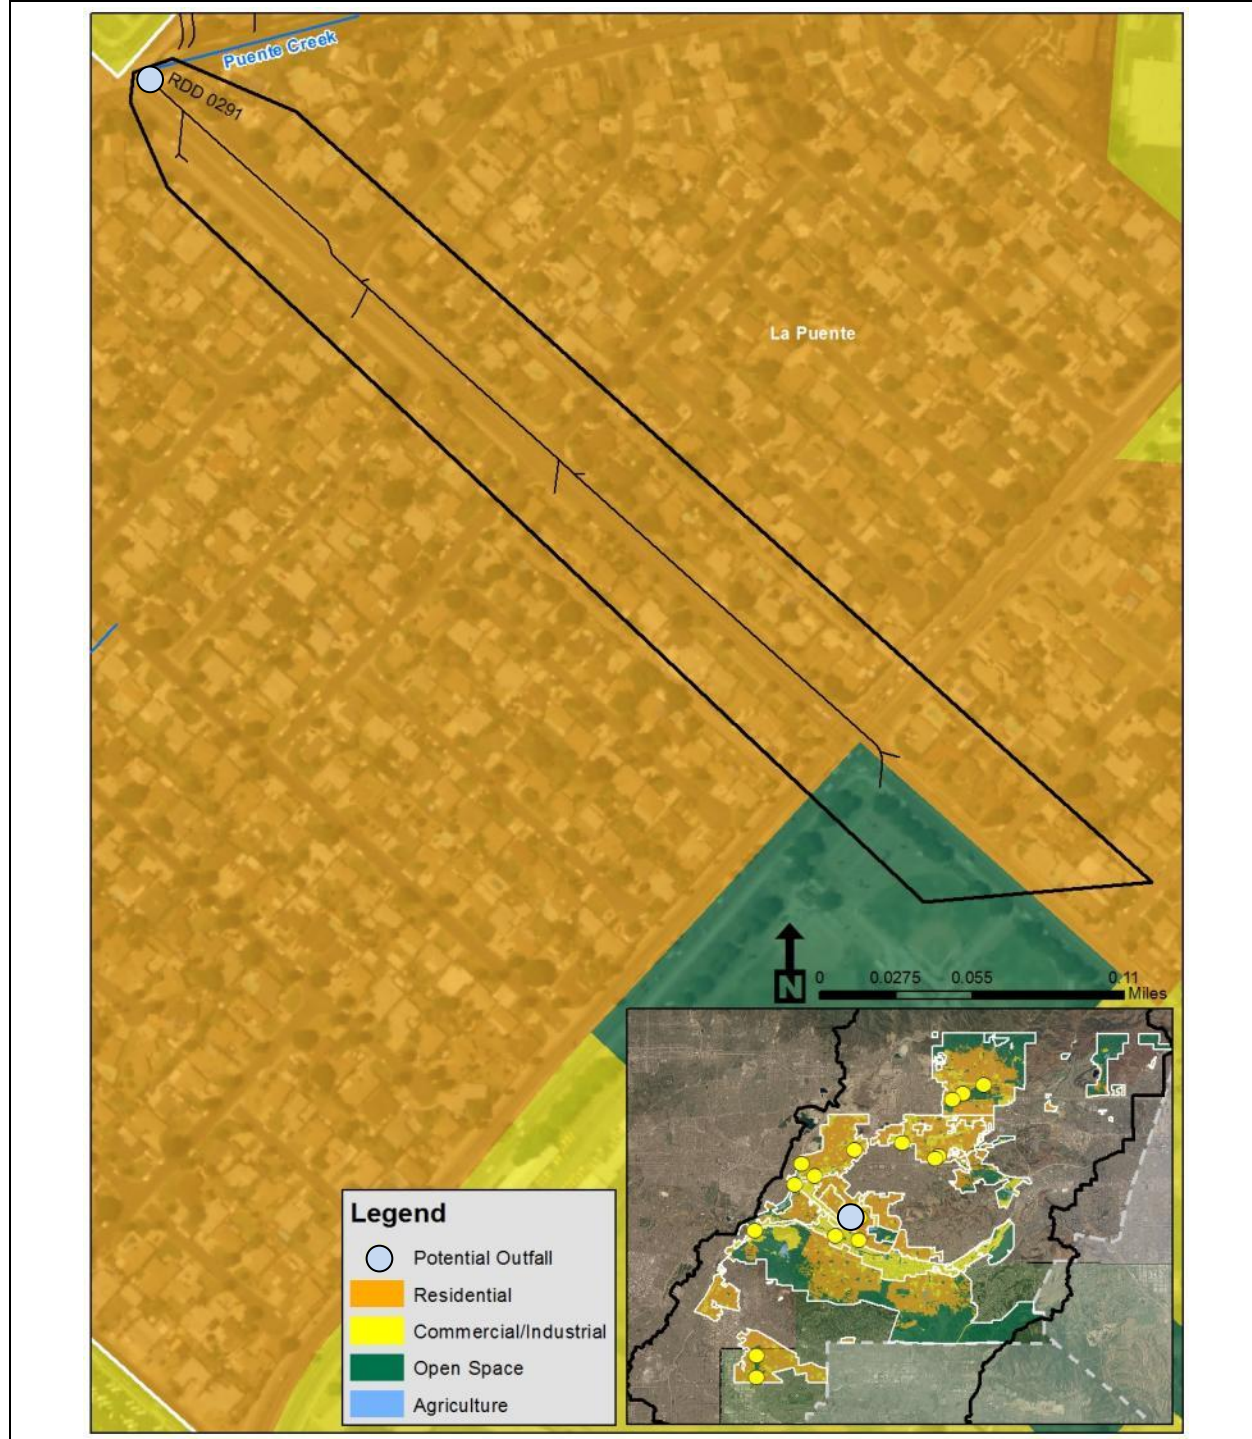 Puente Creek
RDD 0291
La Puente
N
0 0.0275 0.055 0.11
Miles
Legend
Potential Outfall
Residential
Commercial/Industrial
Open Space
Agriculture